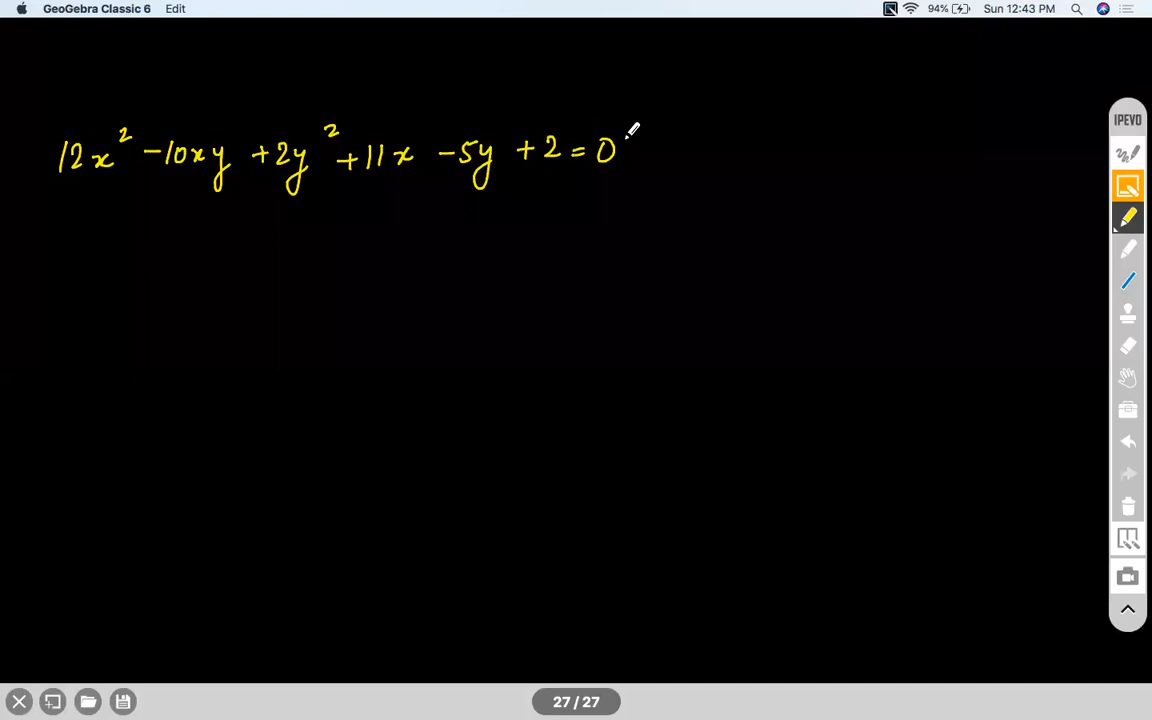 GeoGebra Classic 6 Edit 94% Sun 12:43 PM
IPEVO
12x² -10xy +2y² +11x -5y +2=0
27/27